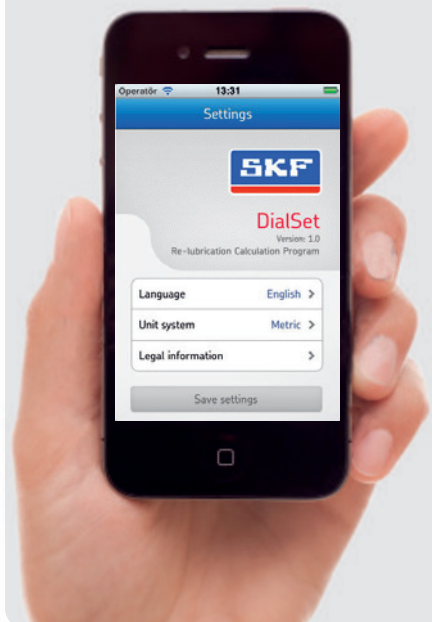 Operatör 13:31
Settings
SKF
DialSet
Version: 1.0
Re-lubrication Calculation Program
Language English
Unit system Metric
Legal information
Save settings